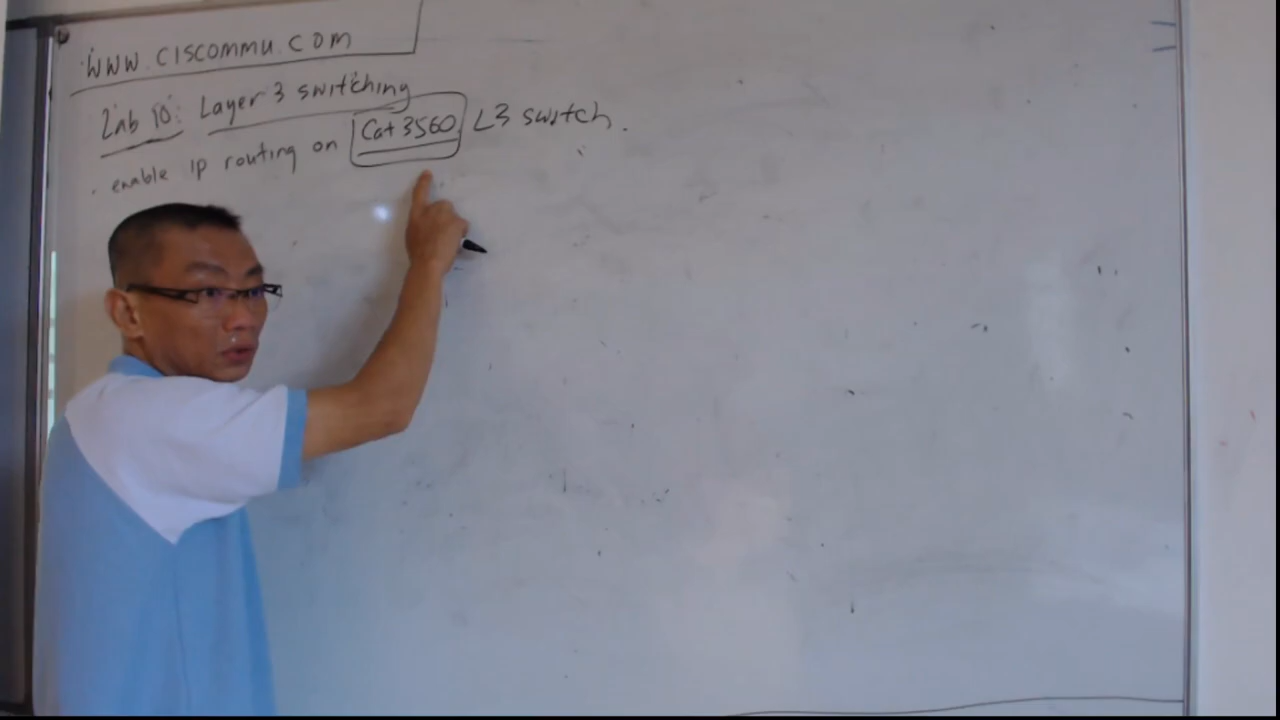 WWW.CISCOMMU.COM
Lab 10: Layer 3 switching
. enable ip routing on Cat 3560 L3 switch.